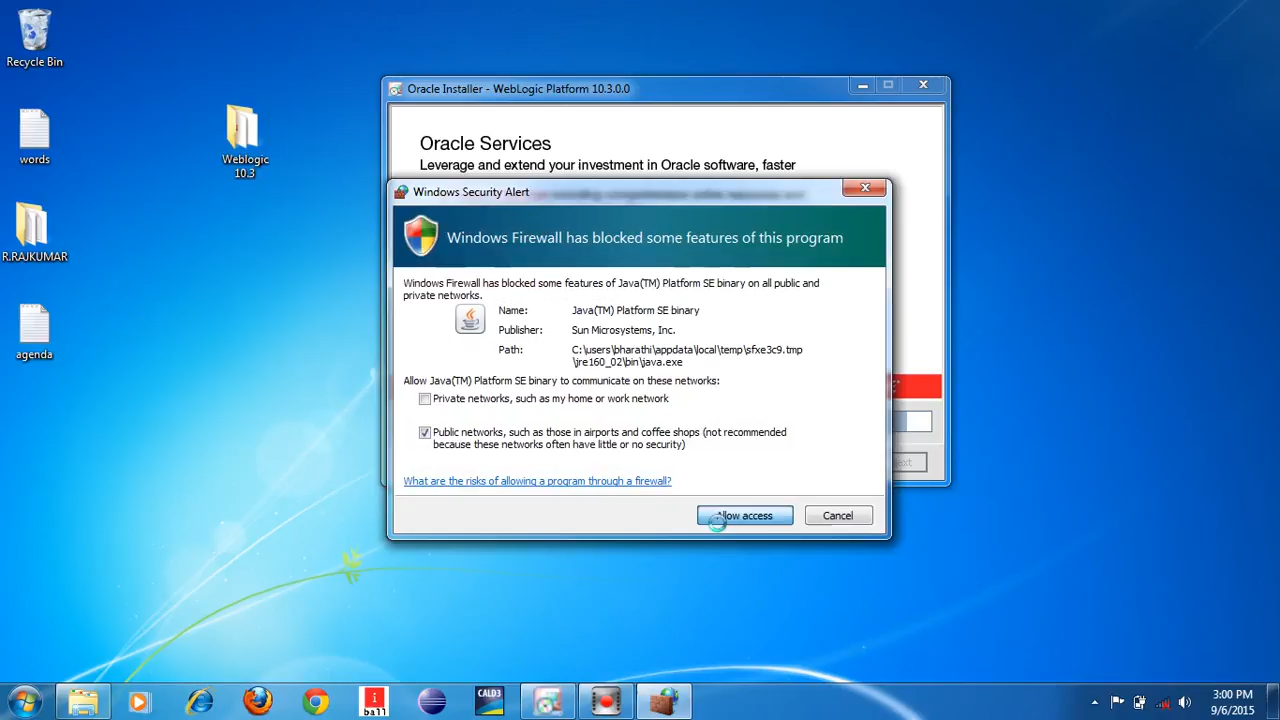 Recycle Bin
words
R.RAJKUMAR
agenda
Weblogic
10.3
Oracle Installer - WebLogic Platform 10.3.0.0
Oracle Services
Leverage and extend your investment in Oracle software, faster
Windows Security Alert
Windows Firewall has blocked some features of this program
Windows Firewall has blocked some features of Java(TM) Platform SE binary on all public and
private networks.
Name: Java(TM) Platform SE binary
Publisher: Sun Microsystems, Inc.
Path: C:\users\bharathi\appdata\local\temp\sfxe3c9.tmp
\jre160_02\bin\java.exe
Allow Java(TM) Platform SE binary to communicate on these networks:
Private networks, such as my home or work network
Public networks, such as those in airports and coffee shops (not recommended
because these networks often have little or no security)
What are the risks of allowing a program through a firewall?
Allow access
Cancel
i
ball
CALD3
3:00 PM
9/6/2015